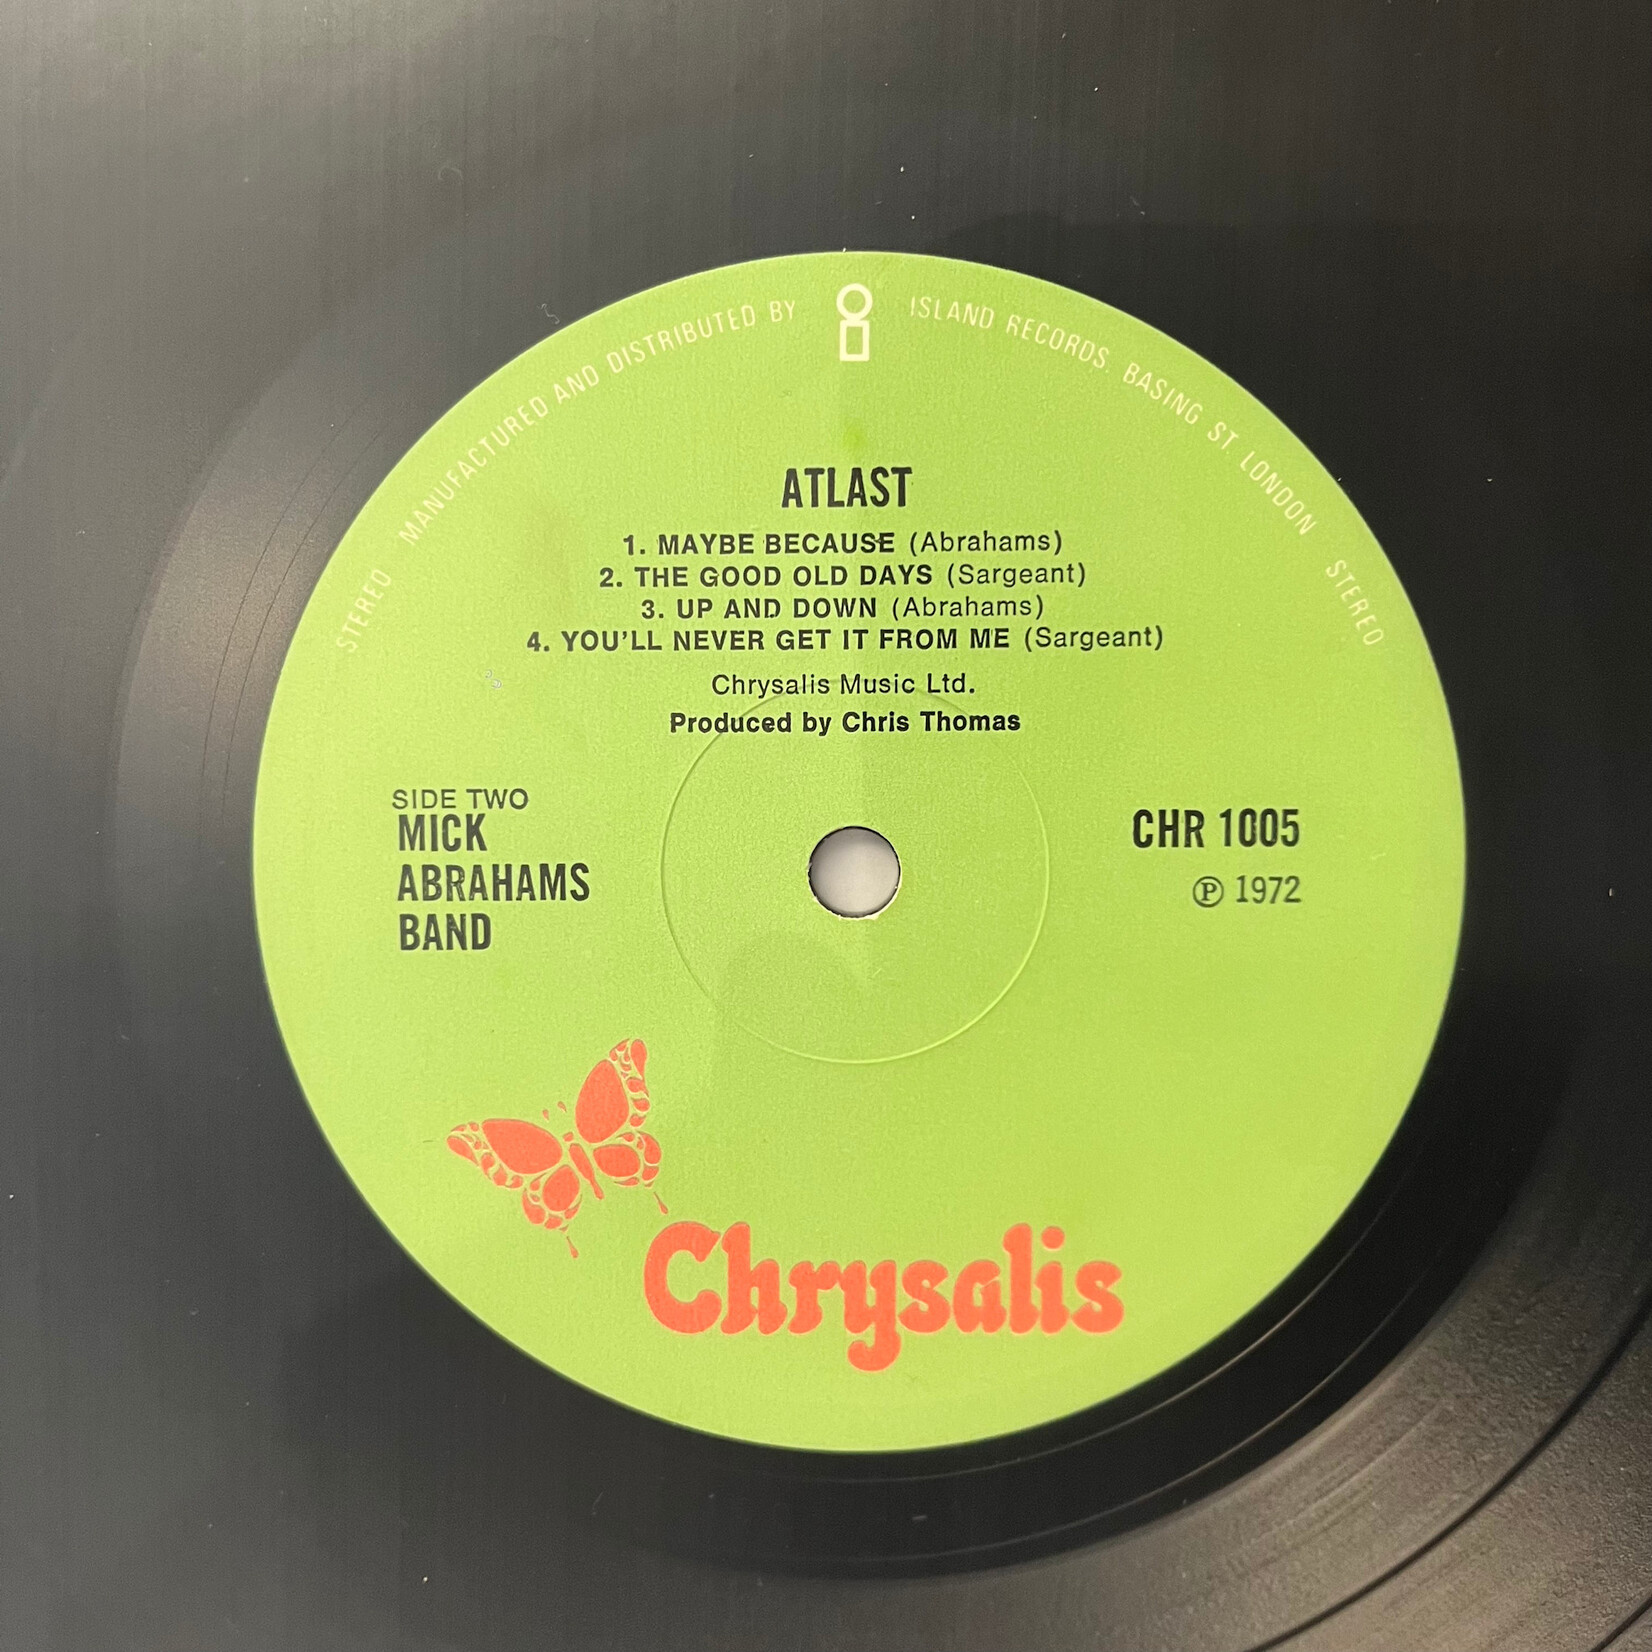 STEREO MANUFACTURED AND DISTRIBUTED BY ISLAND RECORDS. BASING ST. LONDON STEREO
ATLAST
1. MAYBE BECAUSE (Abrahams)
2. THE GOOD OLD DAYS (Sargeant)
3. UP AND DOWN (Abrahams)
4. YOU'LL NEVER GET IT FROM ME (Sargeant)
Chrysalis Music Ltd.
Produced by Chris Thomas
SIDE TWO
MICK
ABRAHAMS
BAND
CHR 1005
℗ 1972
Chrysalis